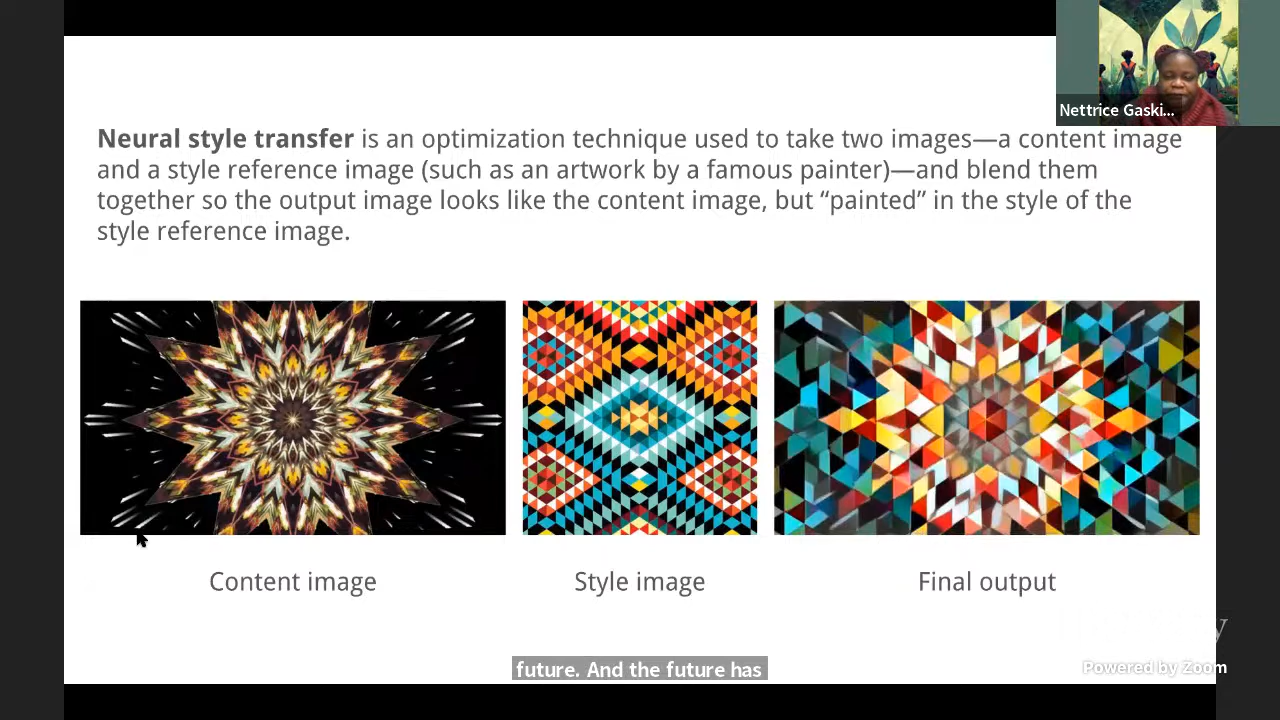 Nettrice Gaski...
Neural style transfer is an optimization technique used to take two images—a content image
and a style reference image (such as an artwork by a famous painter)—and blend them
together so the output image looks like the content image, but “painted” in the style of the
style reference image.
Content image
Style image
Final output
y
future. And the future has
Powered by Zoom